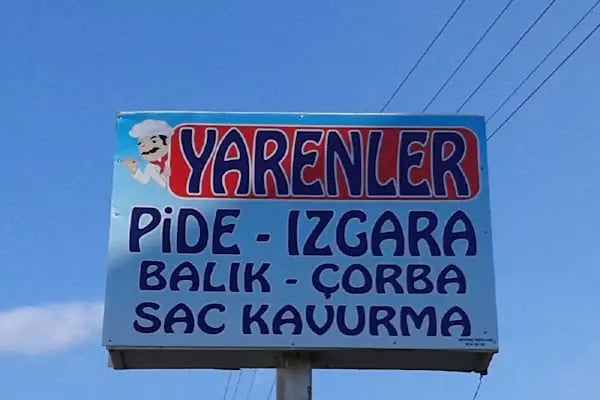 YARENLER
PiDE - IZGARA
BALIK - ÇORBA
SAC KAVURMA